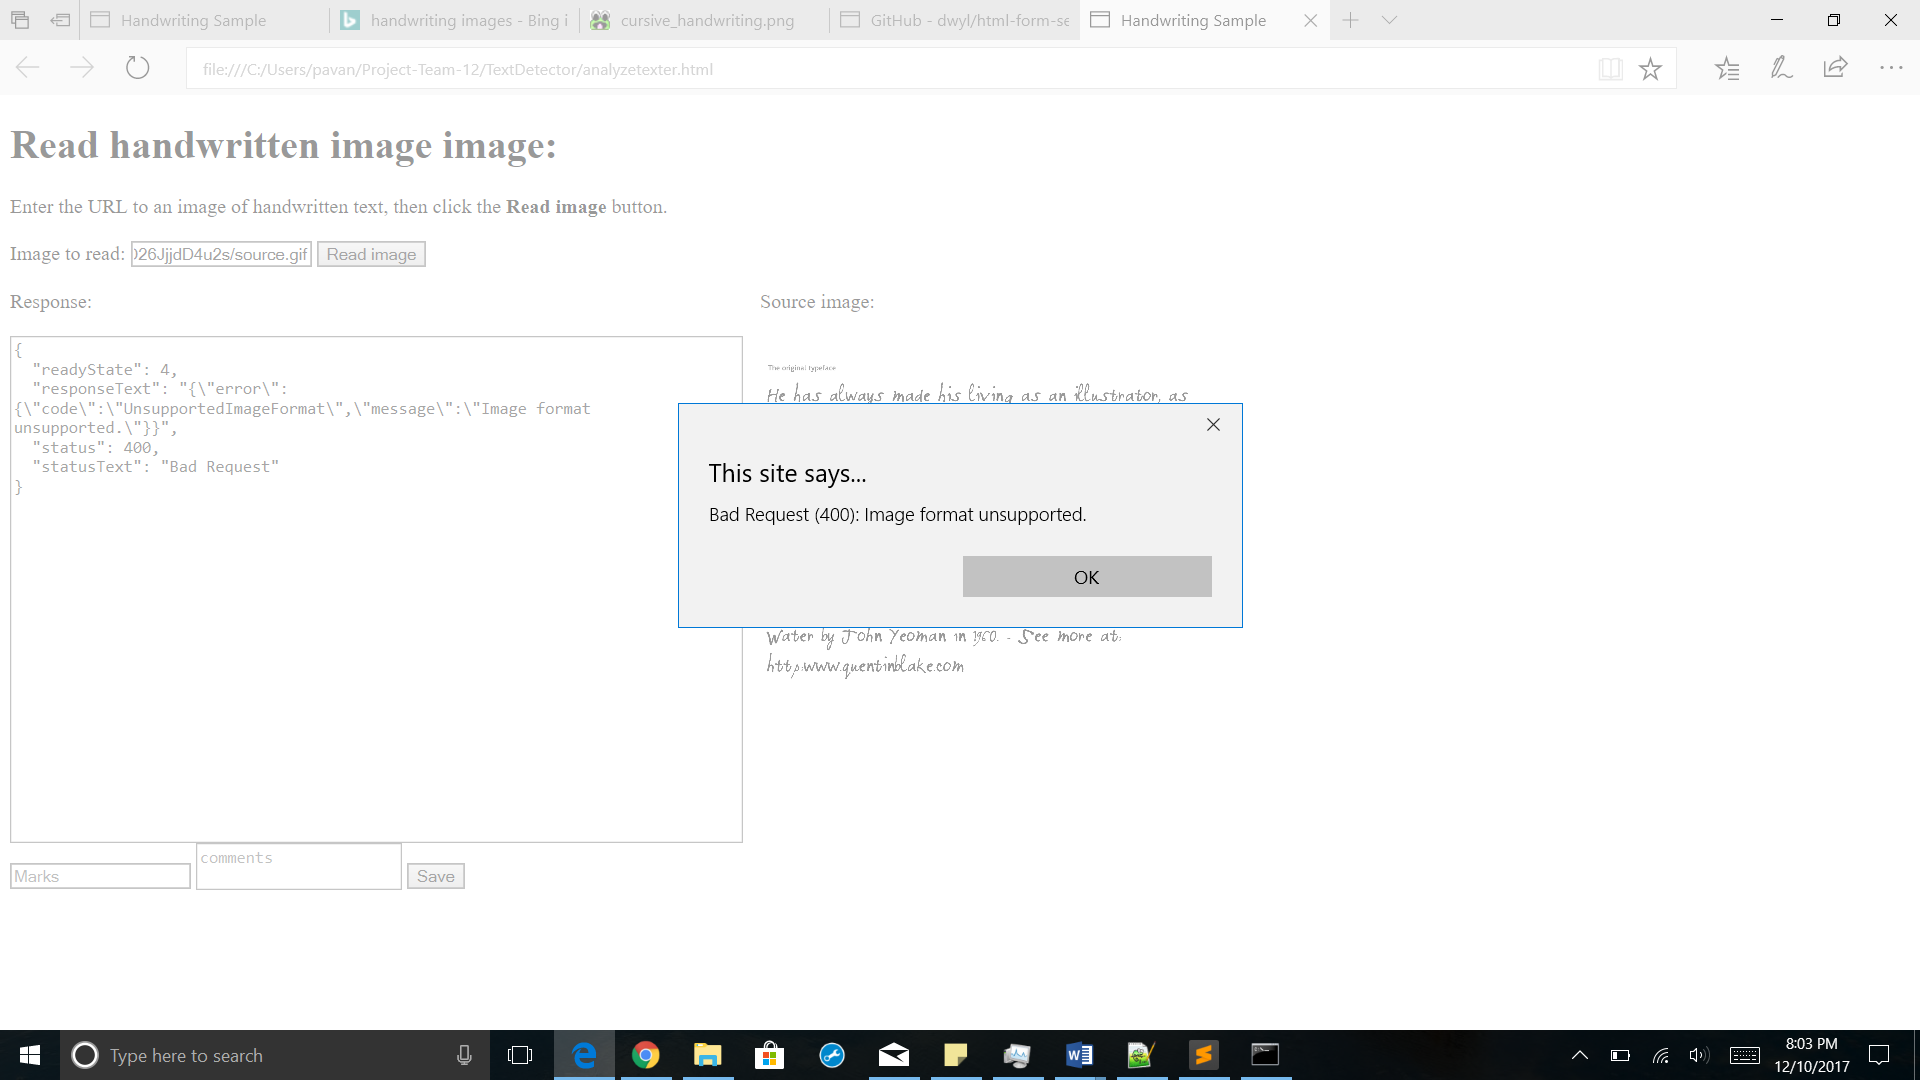 Handwriting Sample
handwriting images - Bing i
cursive_handwriting.png
GitHub - dwyl/html-form-se
Handwriting Sample
file:///C:/Users/pavan/Project-Team-12/TextDetector/analyzetexter.html
Read handwritten image image:
Enter the URL to an image of handwritten text, then click the Read image button.
Image to read: 026JjjdD4u2s/source.gif Read image
Response:
Source image:
{
"readyState": 4,
"responseText": "{\"error\":
{\"code\":\"UnsupportedImageFormat\",\"message\":\"Image format
unsupported.\"}}",
"status": 400,
"statusText": "Bad Request"
}
The original typeface
He has always made his living as an illustrator, as
This site says...
Bad Request (400): Image format unsupported.
OK
Water by John Yeoman in 1960. - See more at:
http:www.quentinblake.com
Marks
comments
Save
Type here to search
8:03 PM
12/10/2017